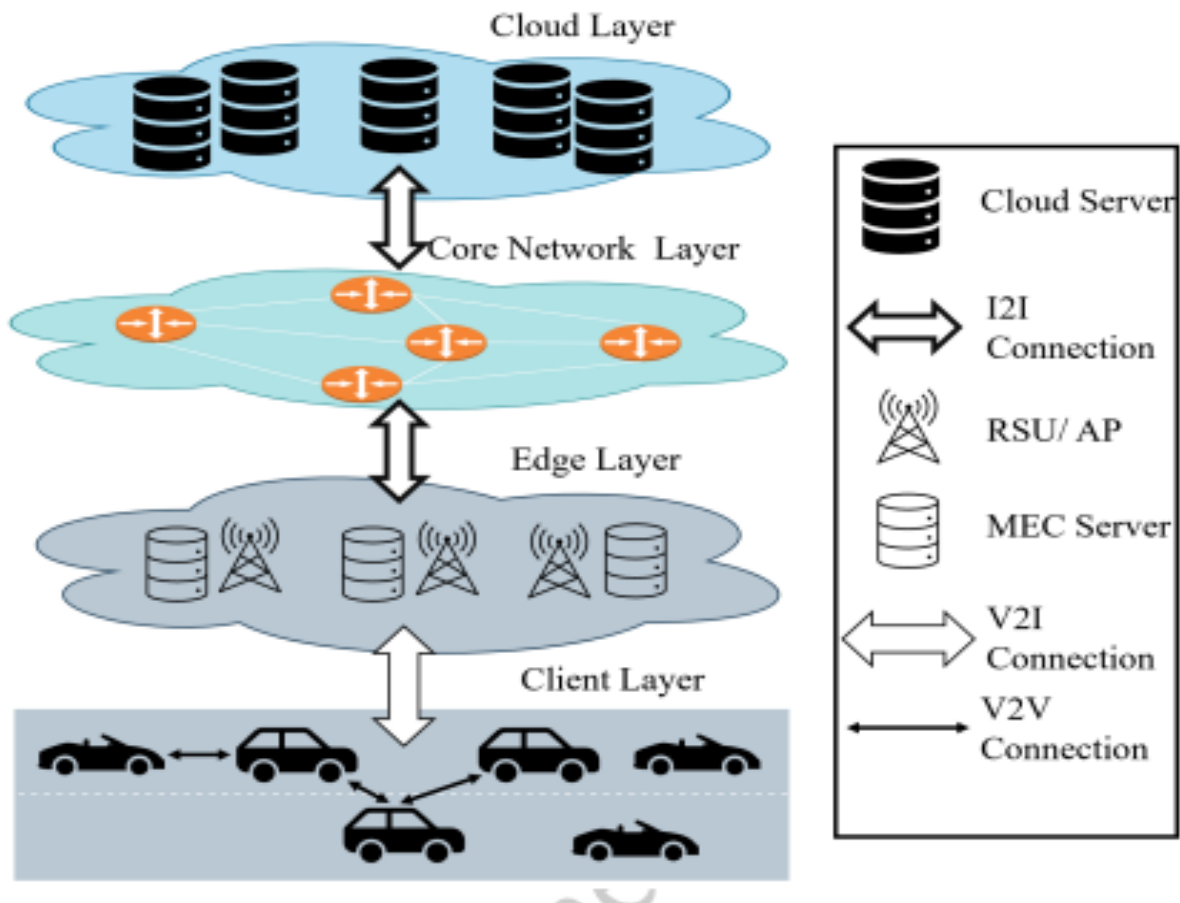 Cloud Layer
Core Network Layer
Edge Layer
Client Layer
Cloud Server
I2I
Connection
RSU/ AP
MEC Server
V2I
Connection
V2V
Connection